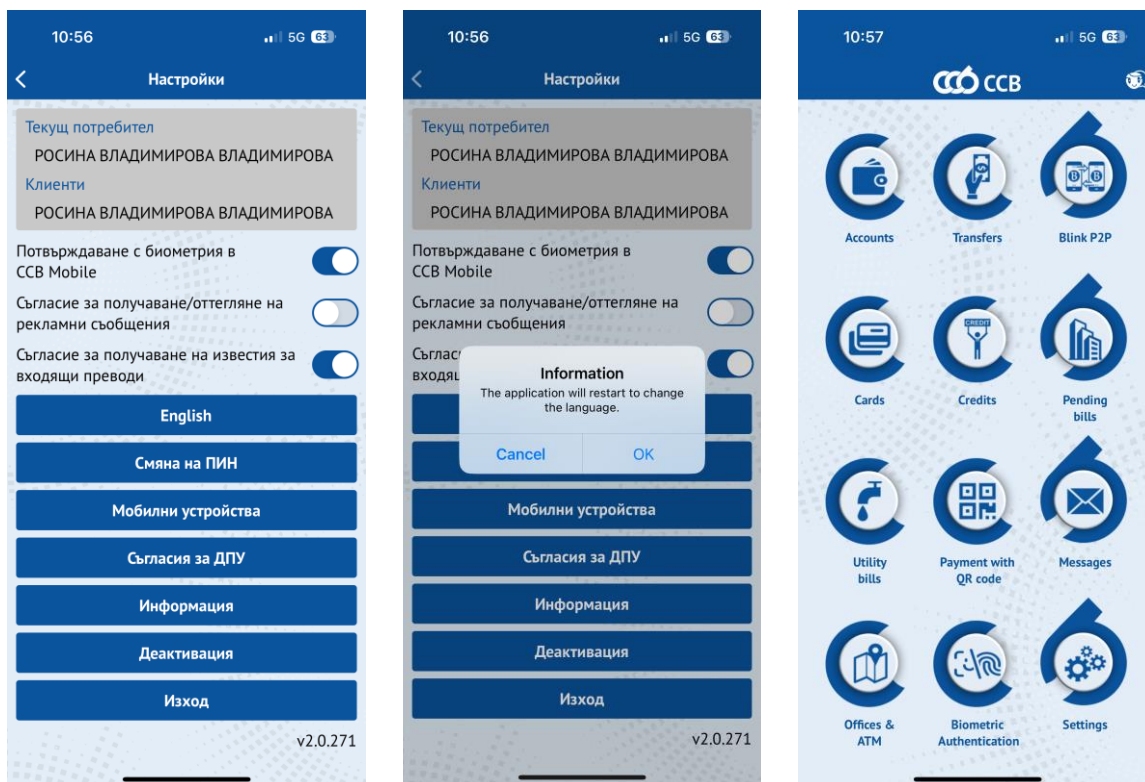 10:56
5G 63
Настройки
Текущ потребител
РОСИНА ВЛАДИМИРОВА ВЛАДИМИРОВА
Клиенти
РОСИНА ВЛАДИМИРОВА ВЛАДИМИРОВА
Потвърждаване с биометрия в
CCB Mobile
Съгласие за получаване/оттегляне на
рекламни съобщения
Съгласие за получаване на известия за
входящи преводи
English
Смяна на ПИН
Мобилни устройства
Съгласия за ДПУ
Информация
Деактивация
Изход
v2.0.271
10:56
5G 63
Настройки
Текущ потребител
РОСИНА ВЛАДИМИРОВА ВЛАДИМИРОВА
Клиенти
РОСИНА ВЛАДИМИРОВА ВЛАДИМИРОВА
Потвърждаване с биометрия в
CCB Mobile
Съгласие за получаване/оттегляне на
рекламни съобщения
Information
The application will restart to change
the language.
Cancel
OK
Мобилни устройства
Съгласия за ДПУ
Информация
Деактивация
Изход
v2.0.271
10:57
5G 63
CCB
Accounts
Transfers
Blink P2P
CREDIT
Cards
Credits
Pending
bills
Utility
bills
Payment with
QR code
Messages
Offices &
ATM
Biometric
Authentication
Settings